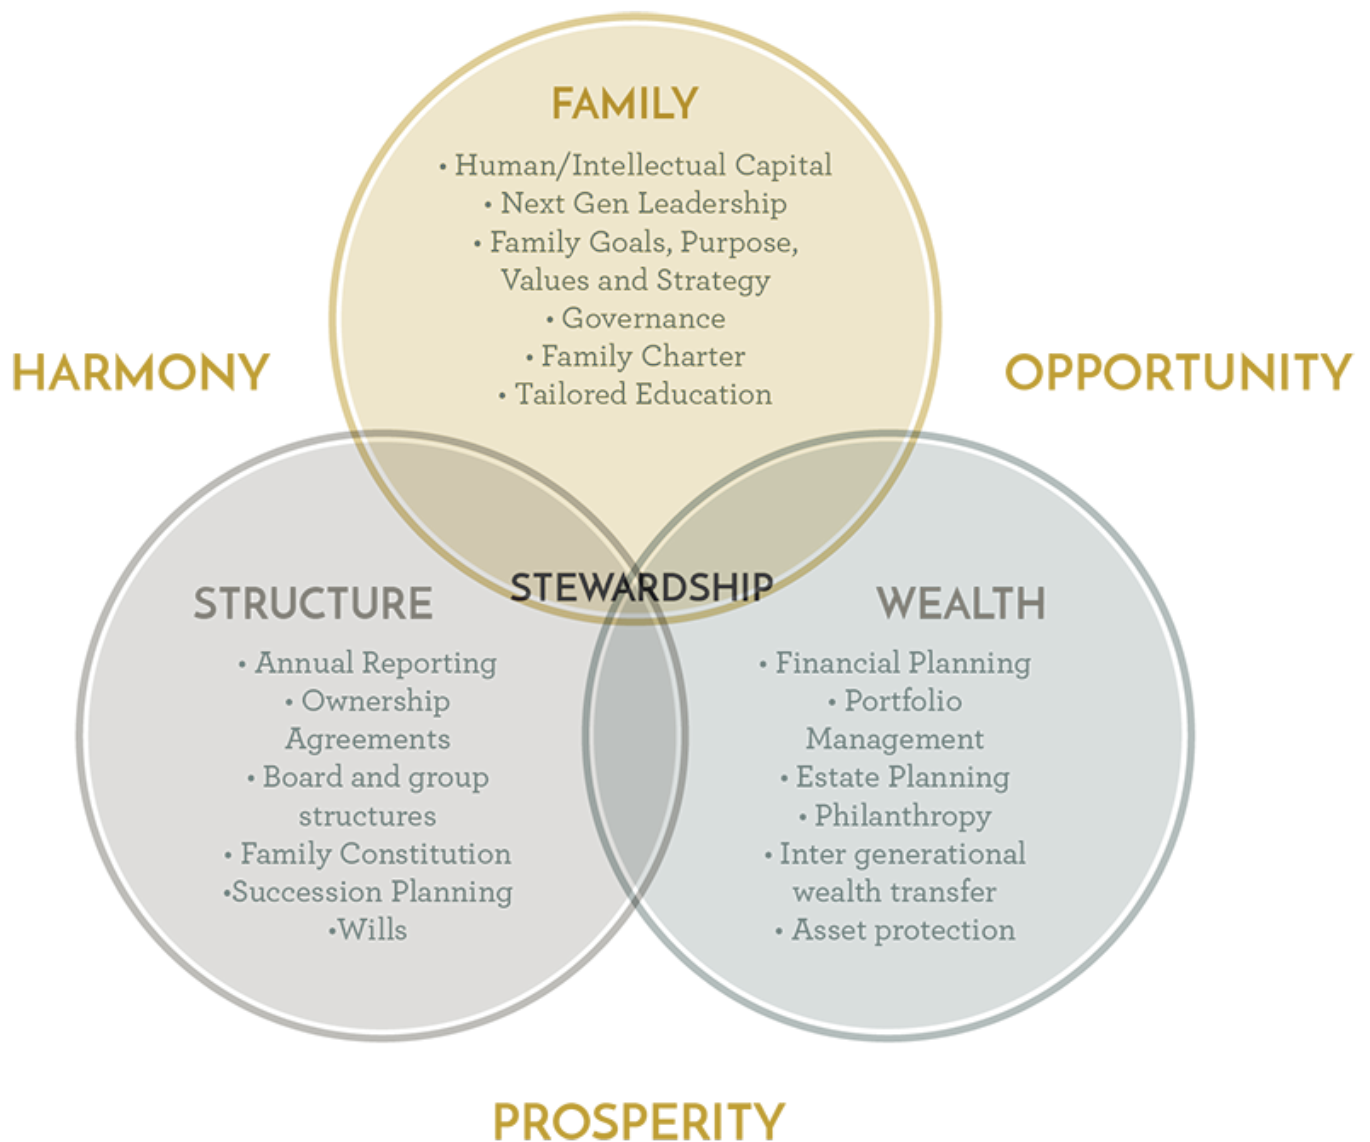 FAMILY
• Human/Intellectual Capital
• Next Gen Leadership
• Family Goals, Purpose,
Values and Strategy
• Governance
• Family Charter
• Tailored Education
HARMONY
OPPORTUNITY
STEWARDSHIP
STRUCTURE
• Annual Reporting
• Ownership
Agreements
• Board and group
structures
• Family Constitution
•Succession Planning
•Wills
WEALTH
• Financial Planning
• Portfolio
Management
• Estate Planning
• Philanthropy
• Inter generational
wealth transfer
• Asset protection
PROSPERITY